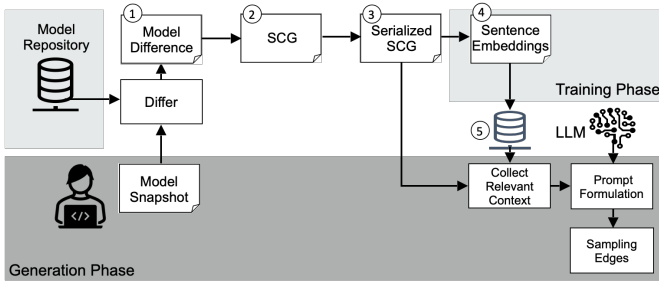 Model
Repository
1
Model
Difference
2
SCG
3
Serialized
SCG
4
Sentence
Embeddings
Training Phase
Differ
5
LLM
Model
Snapshot
</>
Collect
Relevant
Context
Prompt
Formulation
Sampling
Edges
Generation Phase